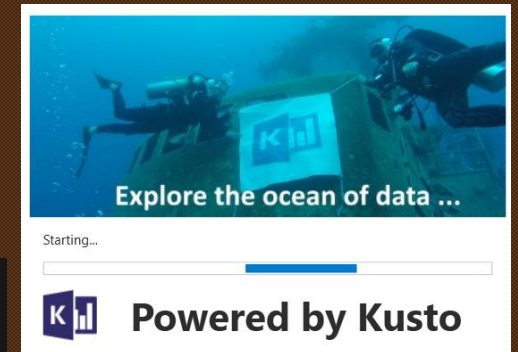 K
Explore the ocean of data ...
Starting...
K
Powered by Kusto